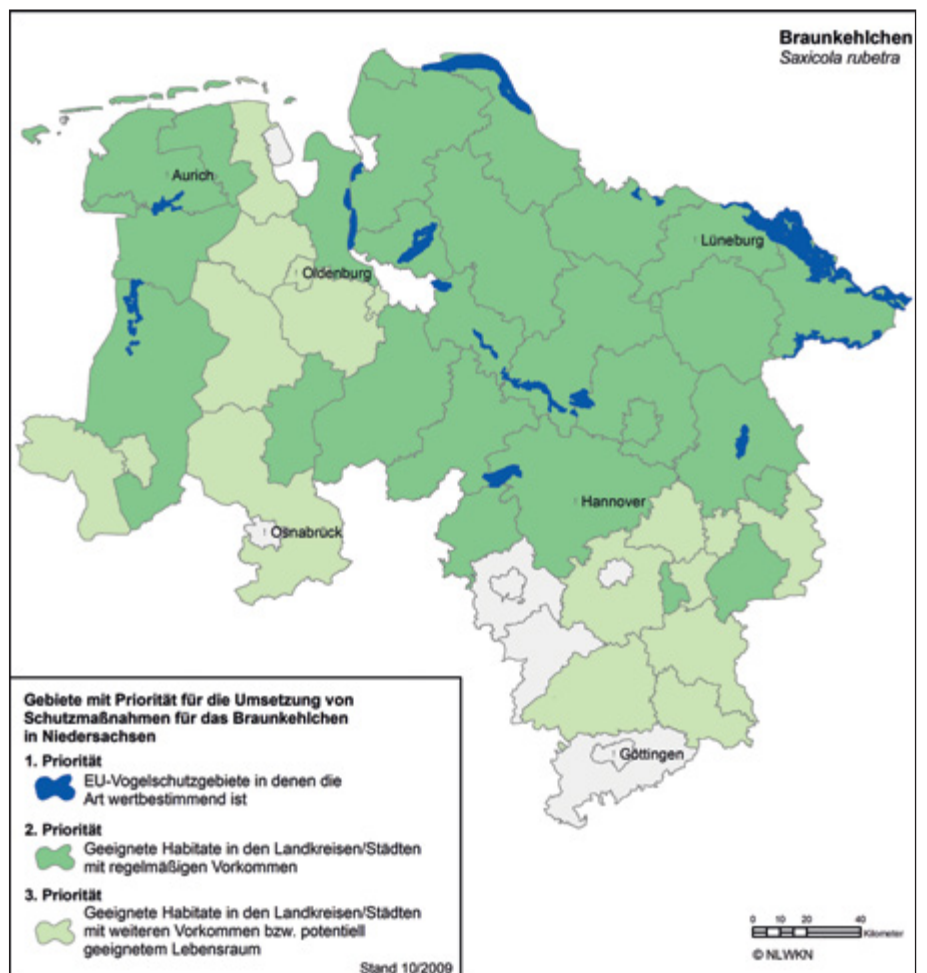 Braunkehlchen
Saxicola rubetra
Aurich
Lüneburg
Oldenburg
Hannover
Osnabrück
Göttingen
Gebiete mit Priorität für die Umsetzung von
Schutzmaßnahmen für das Braunkehlchen
in Niedersachsen
1. Priorität
EU-Vogelschutzgebiete in denen die
Art wertbestimmend ist
2. Priorität
Geeignete Habitate in den Landkreisen/Städten
mit regelmäßigen Vorkommen
3. Priorität
Geeignete Habitate in den Landkreisen/Städten
mit weiteren Vorkommen bzw. potentiell
geeignetem Lebensraum
Stand 10/2009
0 5 10 20 40
Kilometer
© NLWKN